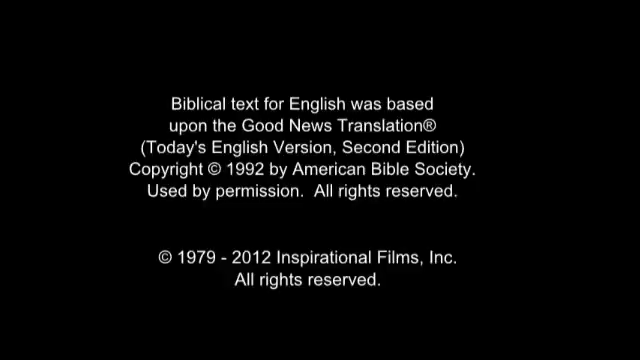 Biblical text for English was based
upon the Good News Translation®
(Today's English Version, Second Edition)
Copyright © 1992 by American Bible Society.
Used by permission.  All rights reserved.
© 1979 - 2012 Inspirational Films, Inc.
All rights reserved.